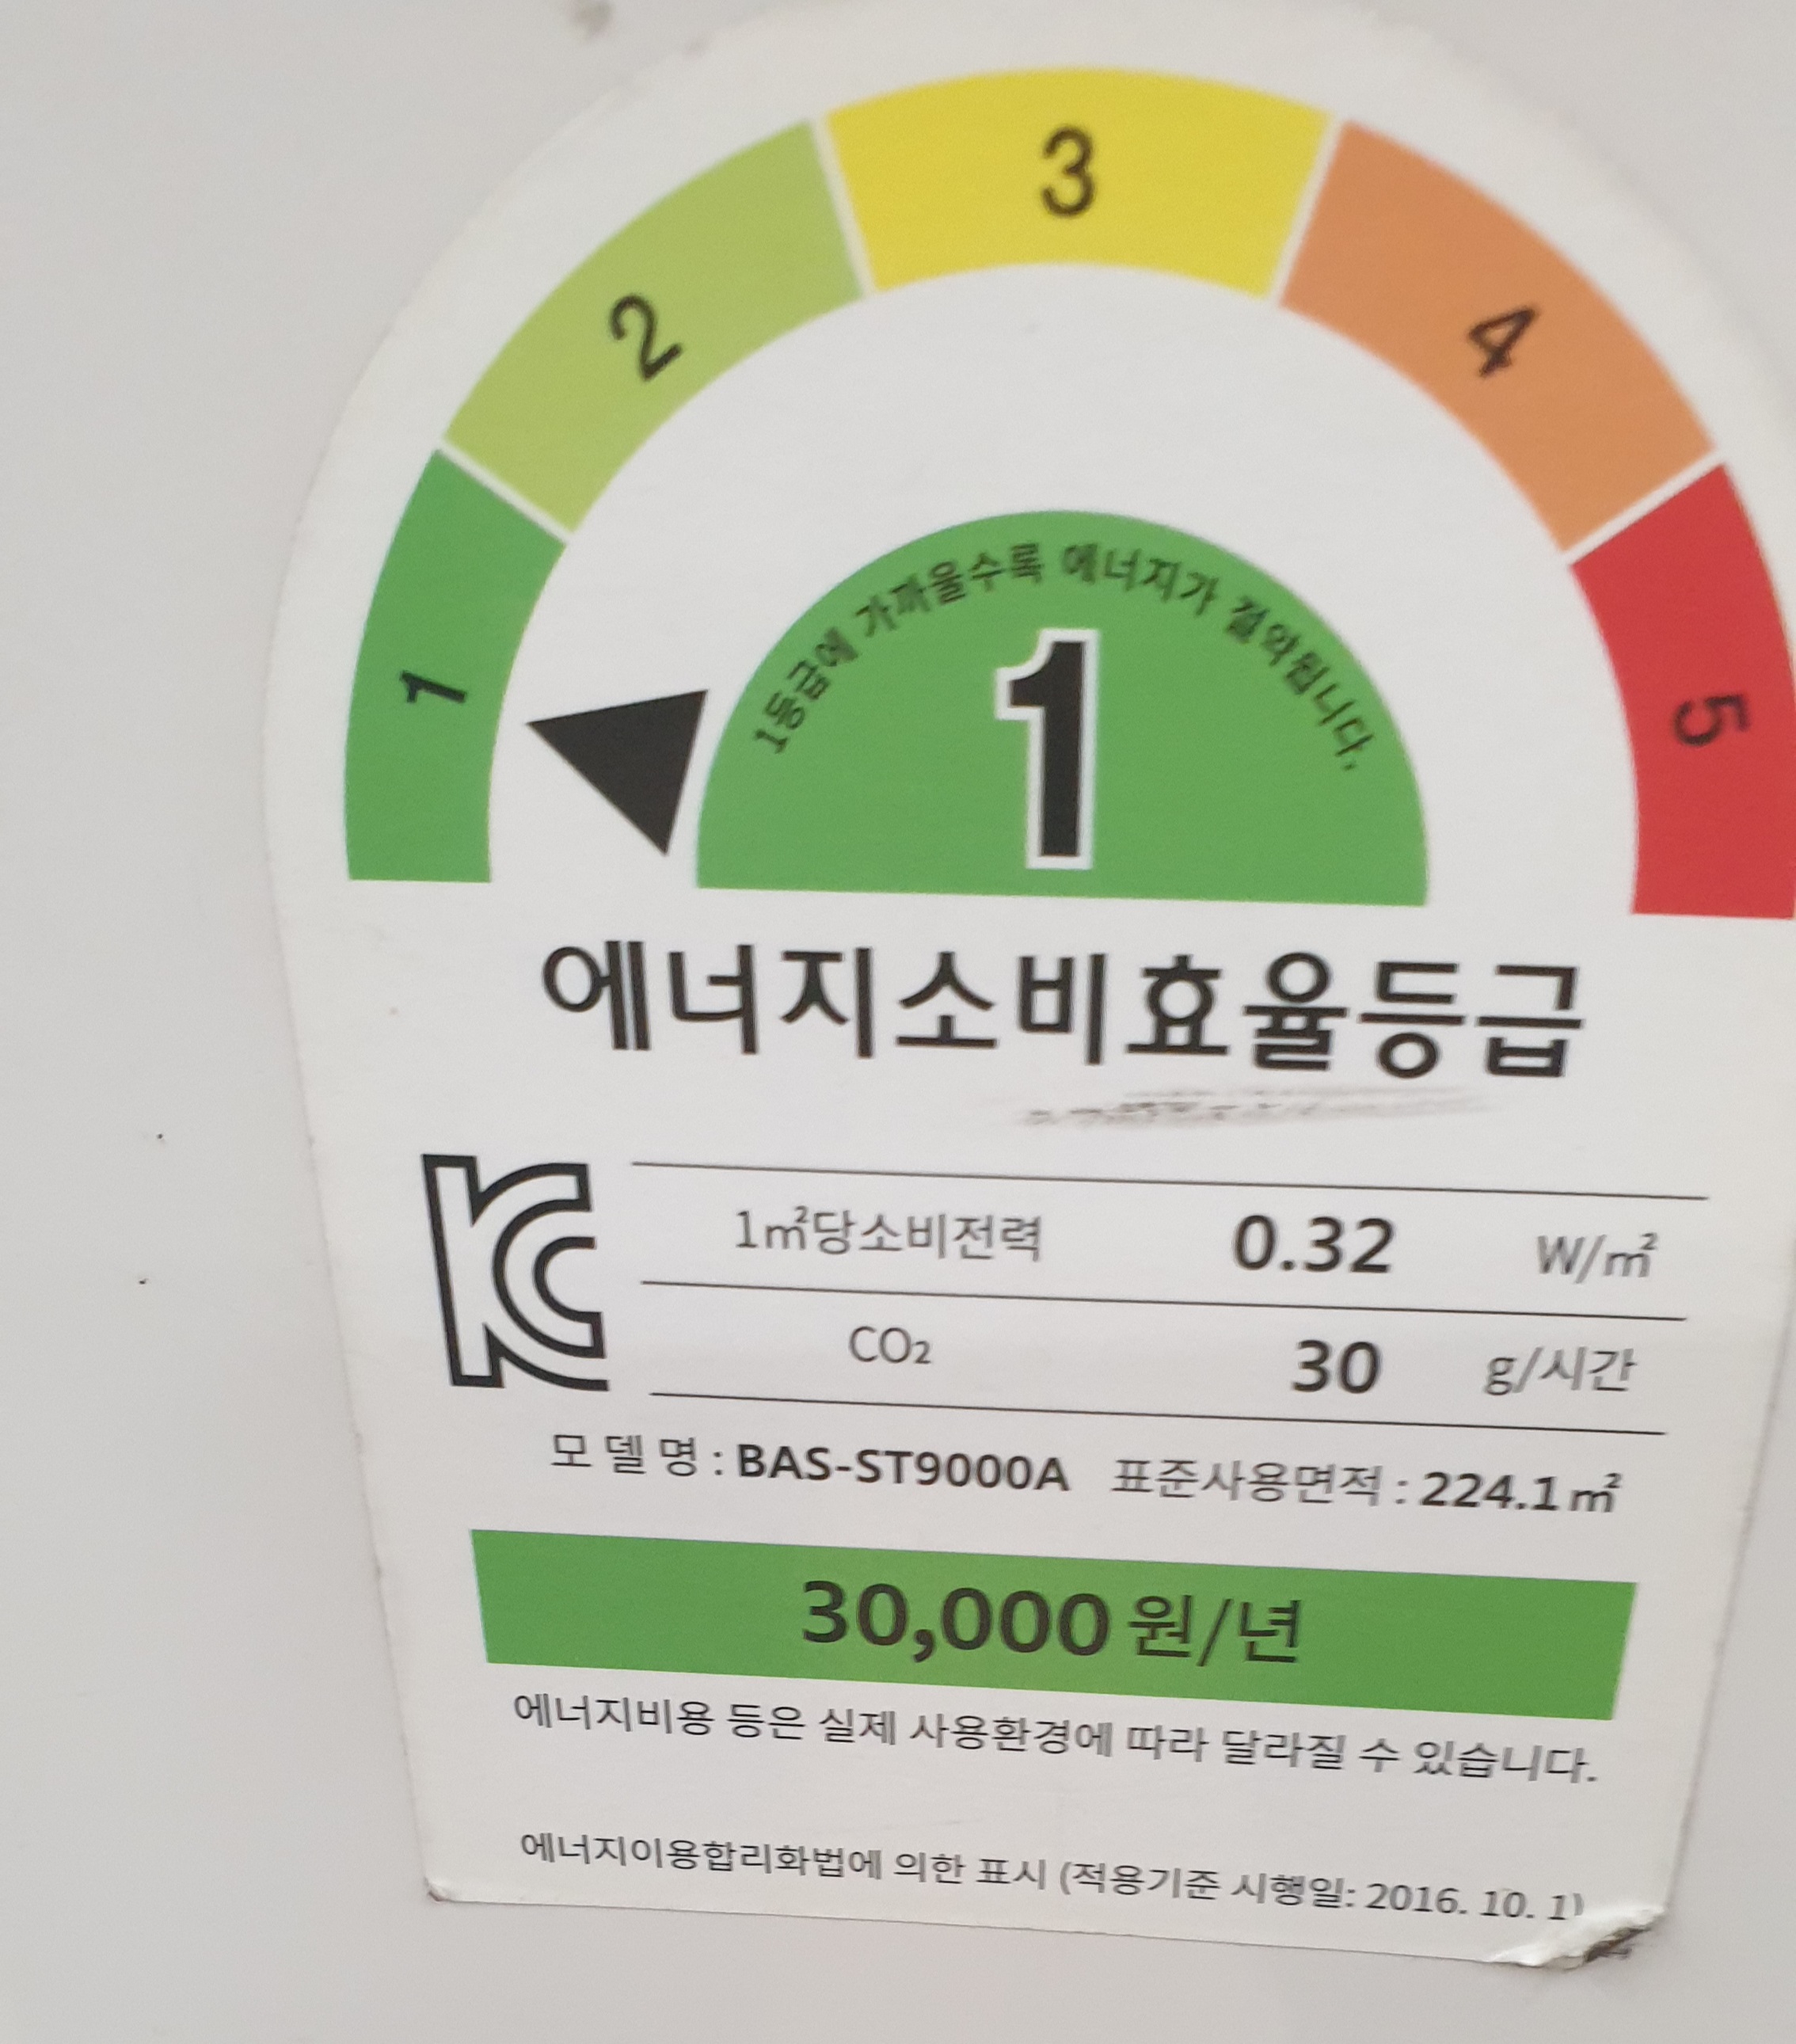 3
2
4
1
5
1등급에 가까울수록 에너지가 절약됩니다.
1
에너지소비효율등급
KC
1㎡당소비전력 0.32 W/㎡
CO₂ 30 g/시간
모델명 : BAS-ST9000A 표준사용면적 : 224.1㎡
30,000원/년
에너지비용 등은 실제 사용환경에 따라 달라질 수 있습니다.
에너지이용합리화법에 의한 표시 (적용기준 시행일: 2016. 10. 1)